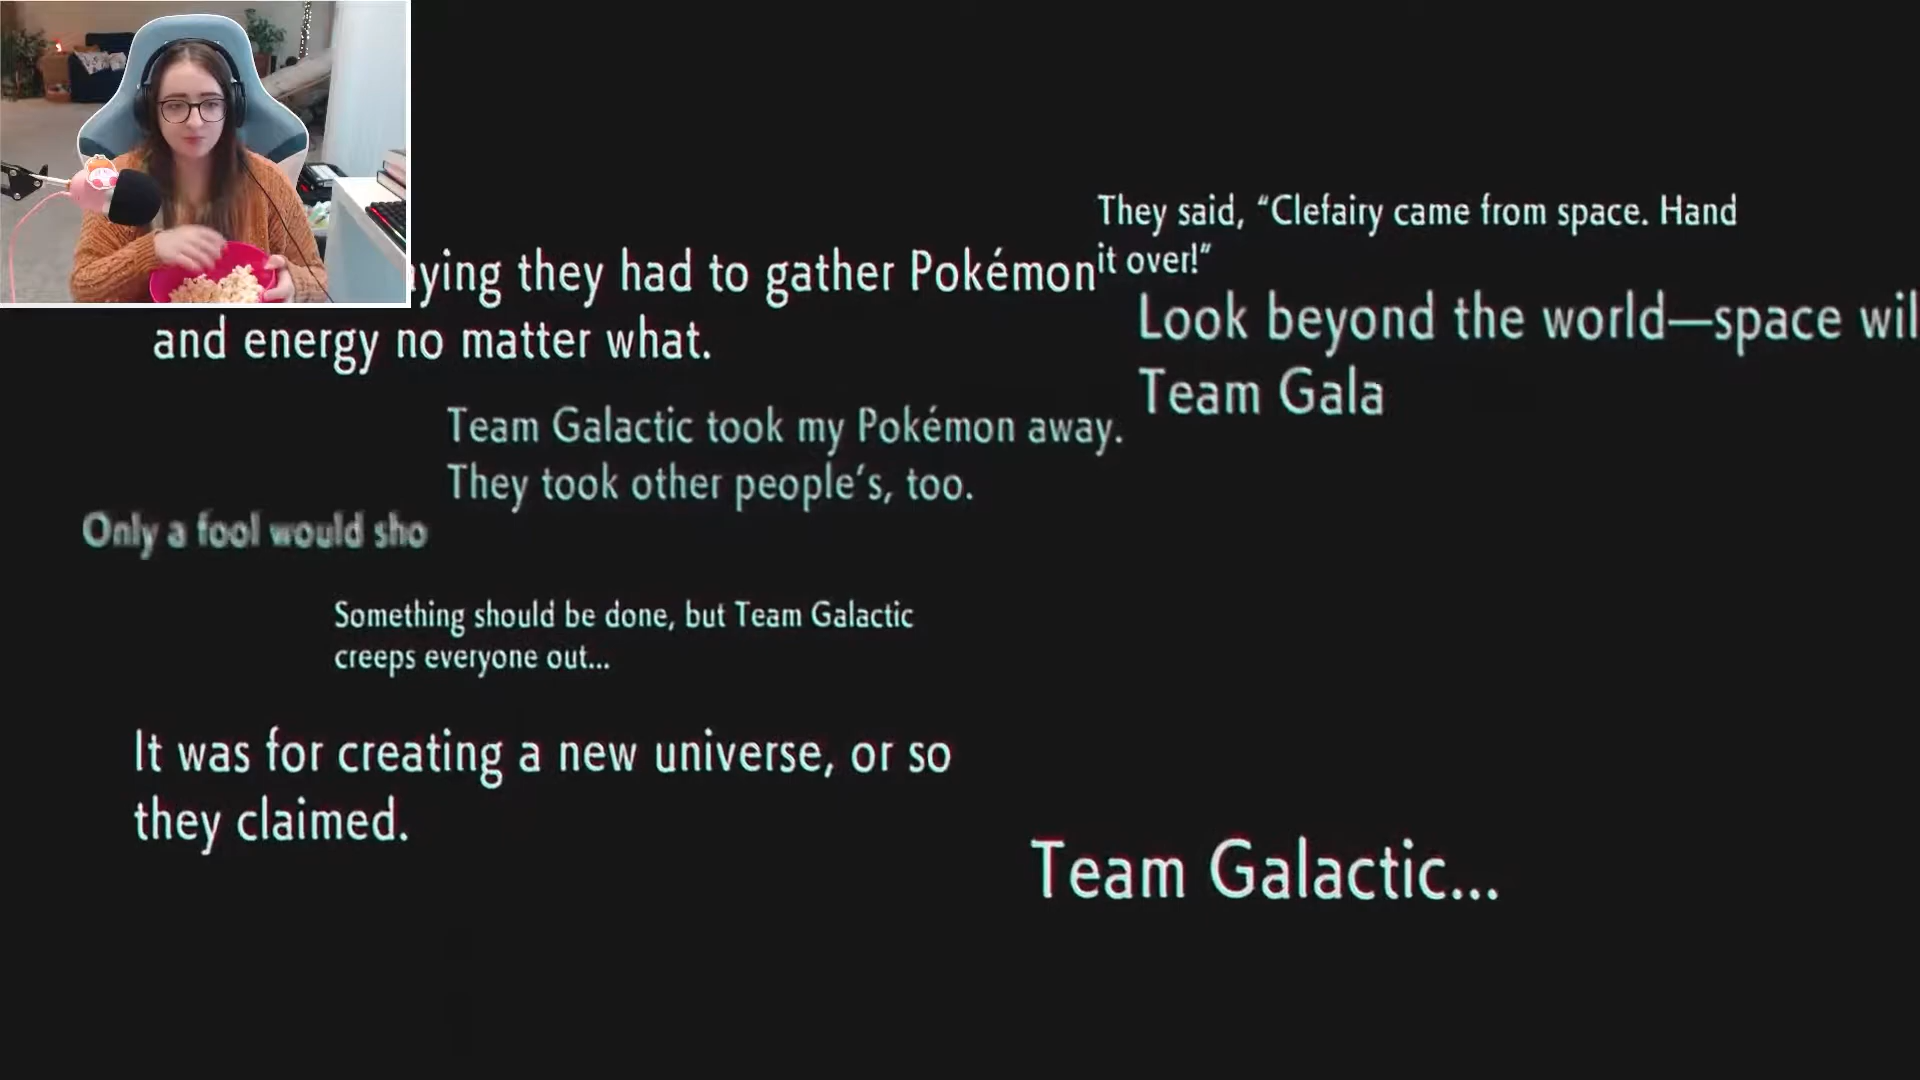 They said, “Clefairy came from space. Hand
it over!”
ying they had to gather Pokémon
and energy no matter what.
Look beyond the world—space wil
Team Gala
Team Galactic took my Pokémon away.
They took other people’s, too.
Only a fool would sho
Something should be done, but Team Galactic
creeps everyone out...
It was for creating a new universe, or so
they claimed.
Team Galactic...